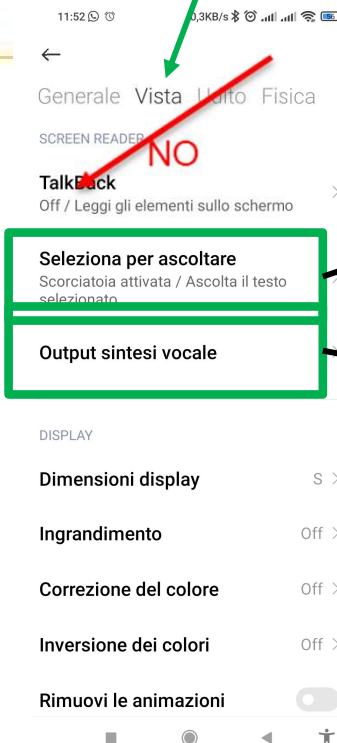 11:52
0,3KB/s
Generale Vista Udito Fisica
SCREEN READER
NO
TalkBack
Off / Leggi gli elementi sullo schermo
Seleziona per ascoltare
Scorciatoia attivata / Ascolta il testo
selezionato
Output sintesi vocale
DISPLAY
Dimensioni display S
Ingrandimento Off
Correzione del colore Off
Inversione dei colori Off
Rimuovi le animazioni